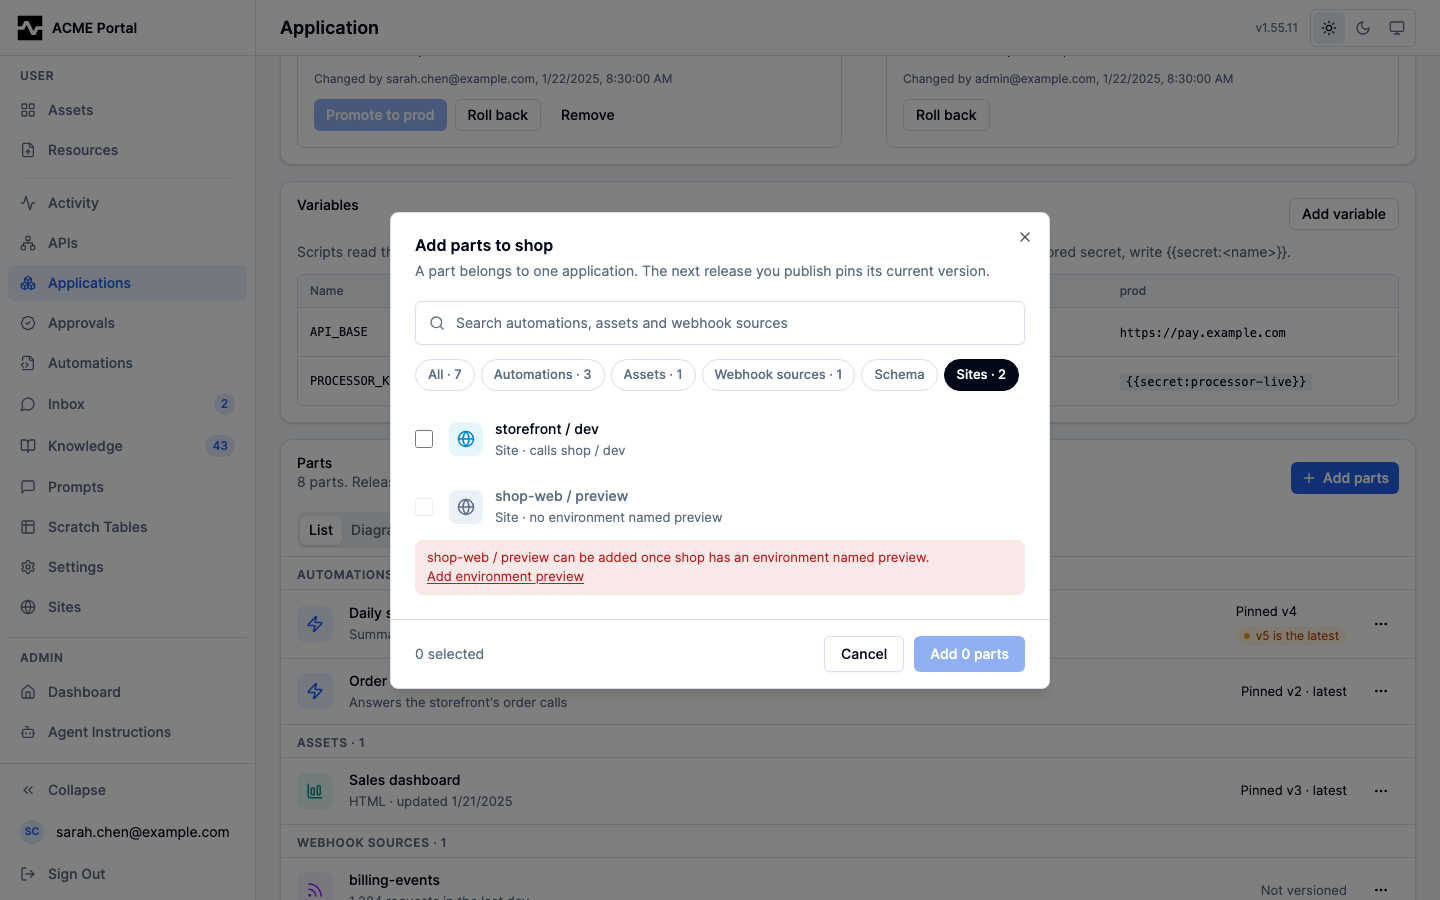 ACME Portal
Application
v1.55.11
USER
Assets
Resources
Activity
APIs
Applications
Approvals
Automations
Inbox
2
Knowledge
43
Prompts
Scratch Tables
Settings
Sites
ADMIN
Dashboard
Agent Instructions
Collapse
SC
sarah.chen@example.com
Sign Out
Changed by sarah.chen@example.com, 1/22/2025, 8:30:00 AM
Promote to prod
Roll back
Remove
Changed by admin@example.com, 1/22/2025, 8:30:00 AM
Roll back
Variables
Add variable
Scripts read
ored secret, write {{secret:<name>}}.
Name
prod
API_BASE
https://pay.example.com
PROCESSOR_K
{{secret:processor-live}}
Parts
8 parts.
Add parts
List
AUTOMATIONS
Daily
Pinned v4
v5 is the latest
Order
Answers the storefront's order calls
Pinned v2 · latest
ASSETS · 1
Sales dashboard
HTML · updated 1/21/2025
Pinned v3 · latest
WEBHOOK SOURCES · 1
billing-events
Not versioned
Add parts to shop
A part belongs to one application. The next release you publish pins its current version.
Search automations, assets and webhook sources
All · 7
Automations · 3
Assets · 1
Webhook sources · 1
Schema
Sites · 2
storefront / dev
Site · calls shop / dev
shop-web / preview
Site · no environment named preview
shop-web / preview can be added once shop has an environment named preview.
Add environment preview
0 selected
Cancel
Add 0 parts